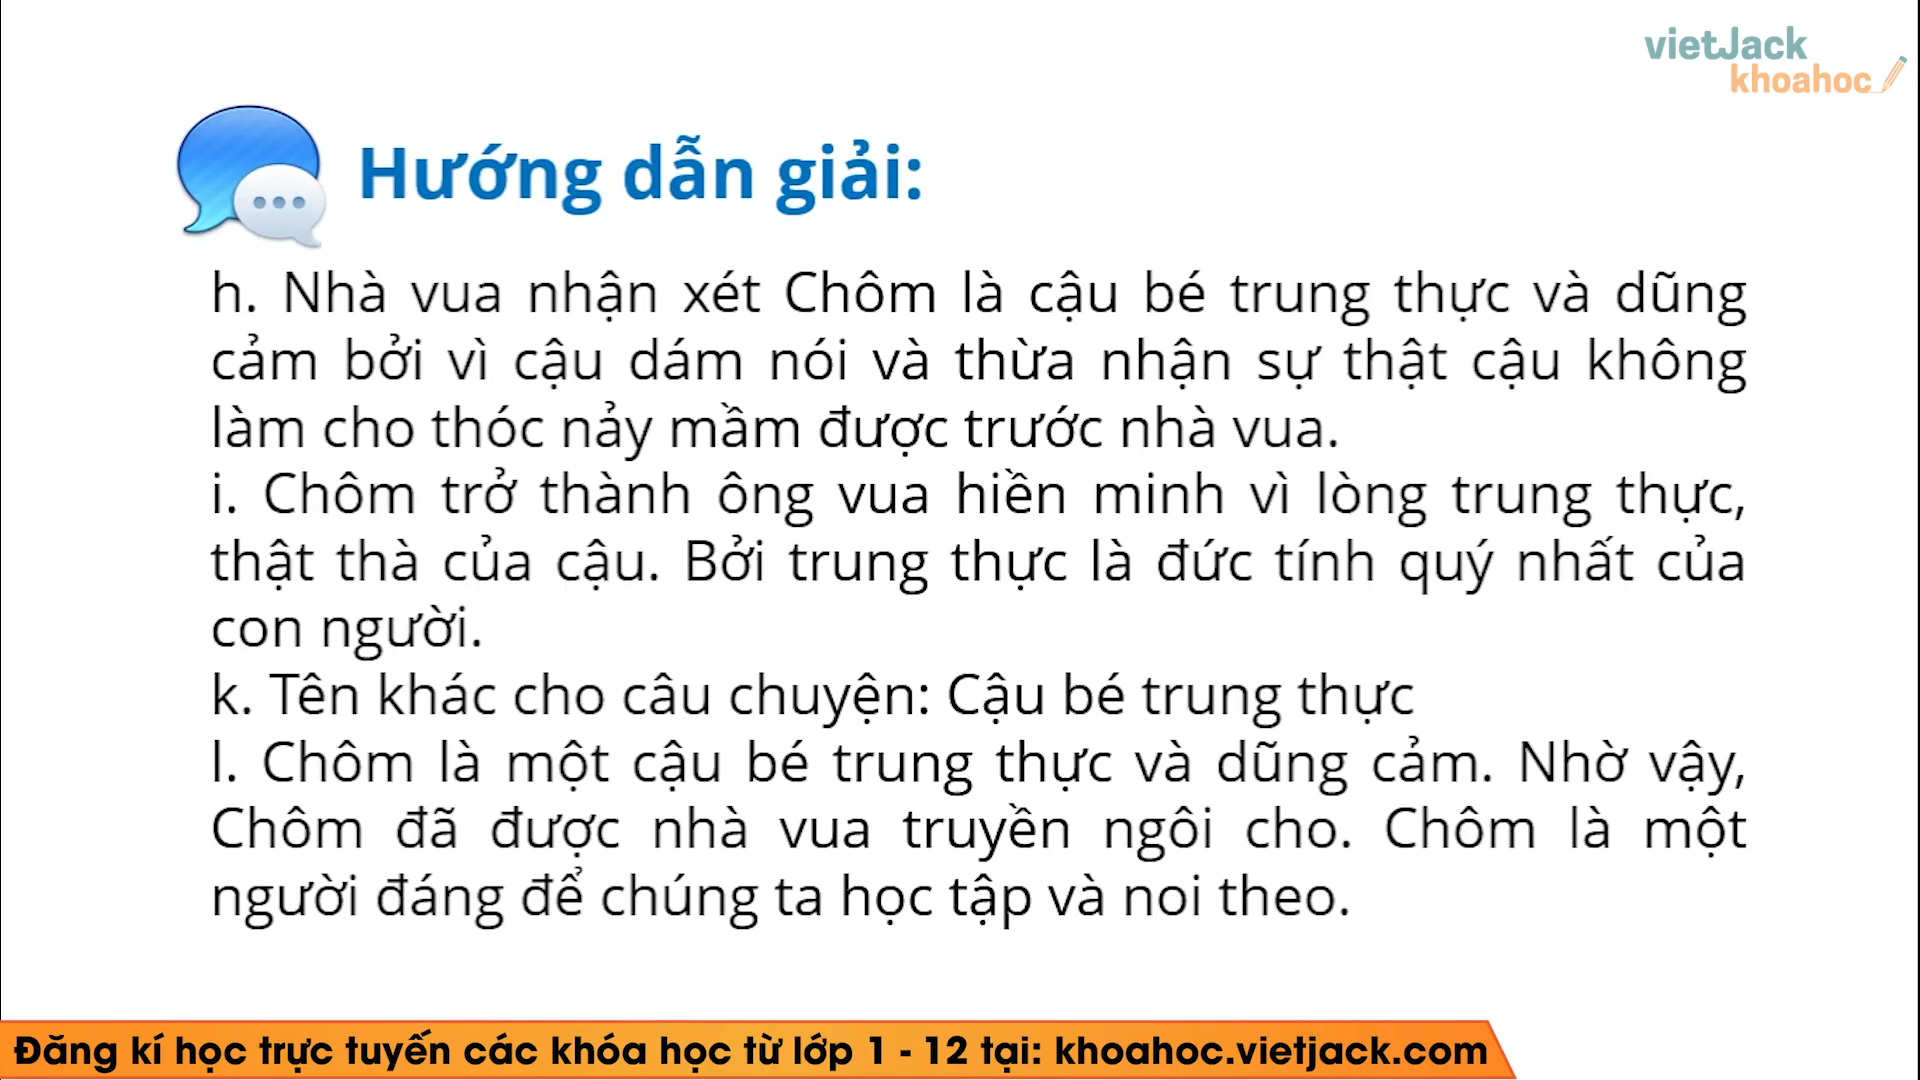 vietJack
khoahoc
Hướng dẫn giải:
h. Nhà vua nhận xét Chôm là cậu bé trung thực và dũng
cảm bởi vì cậu dám nói và thừa nhận sự thật cậu không
làm cho thóc nảy mầm được trước nhà vua.
i. Chôm trở thành ông vua hiền minh vì lòng trung thực,
thật thà của cậu. Bởi trung thực là đức tính quý nhất của
con người.
k. Tên khác cho câu chuyện: Cậu bé trung thực
l. Chôm là một cậu bé trung thực và dũng cảm. Nhờ vậy,
Chôm đã được nhà vua truyền ngôi cho. Chôm là một
người đáng để chúng ta học tập và noi theo.
Đăng kí học trực tuyến các khóa học từ lớp 1 - 12 tại: khoahoc.vietjack.com